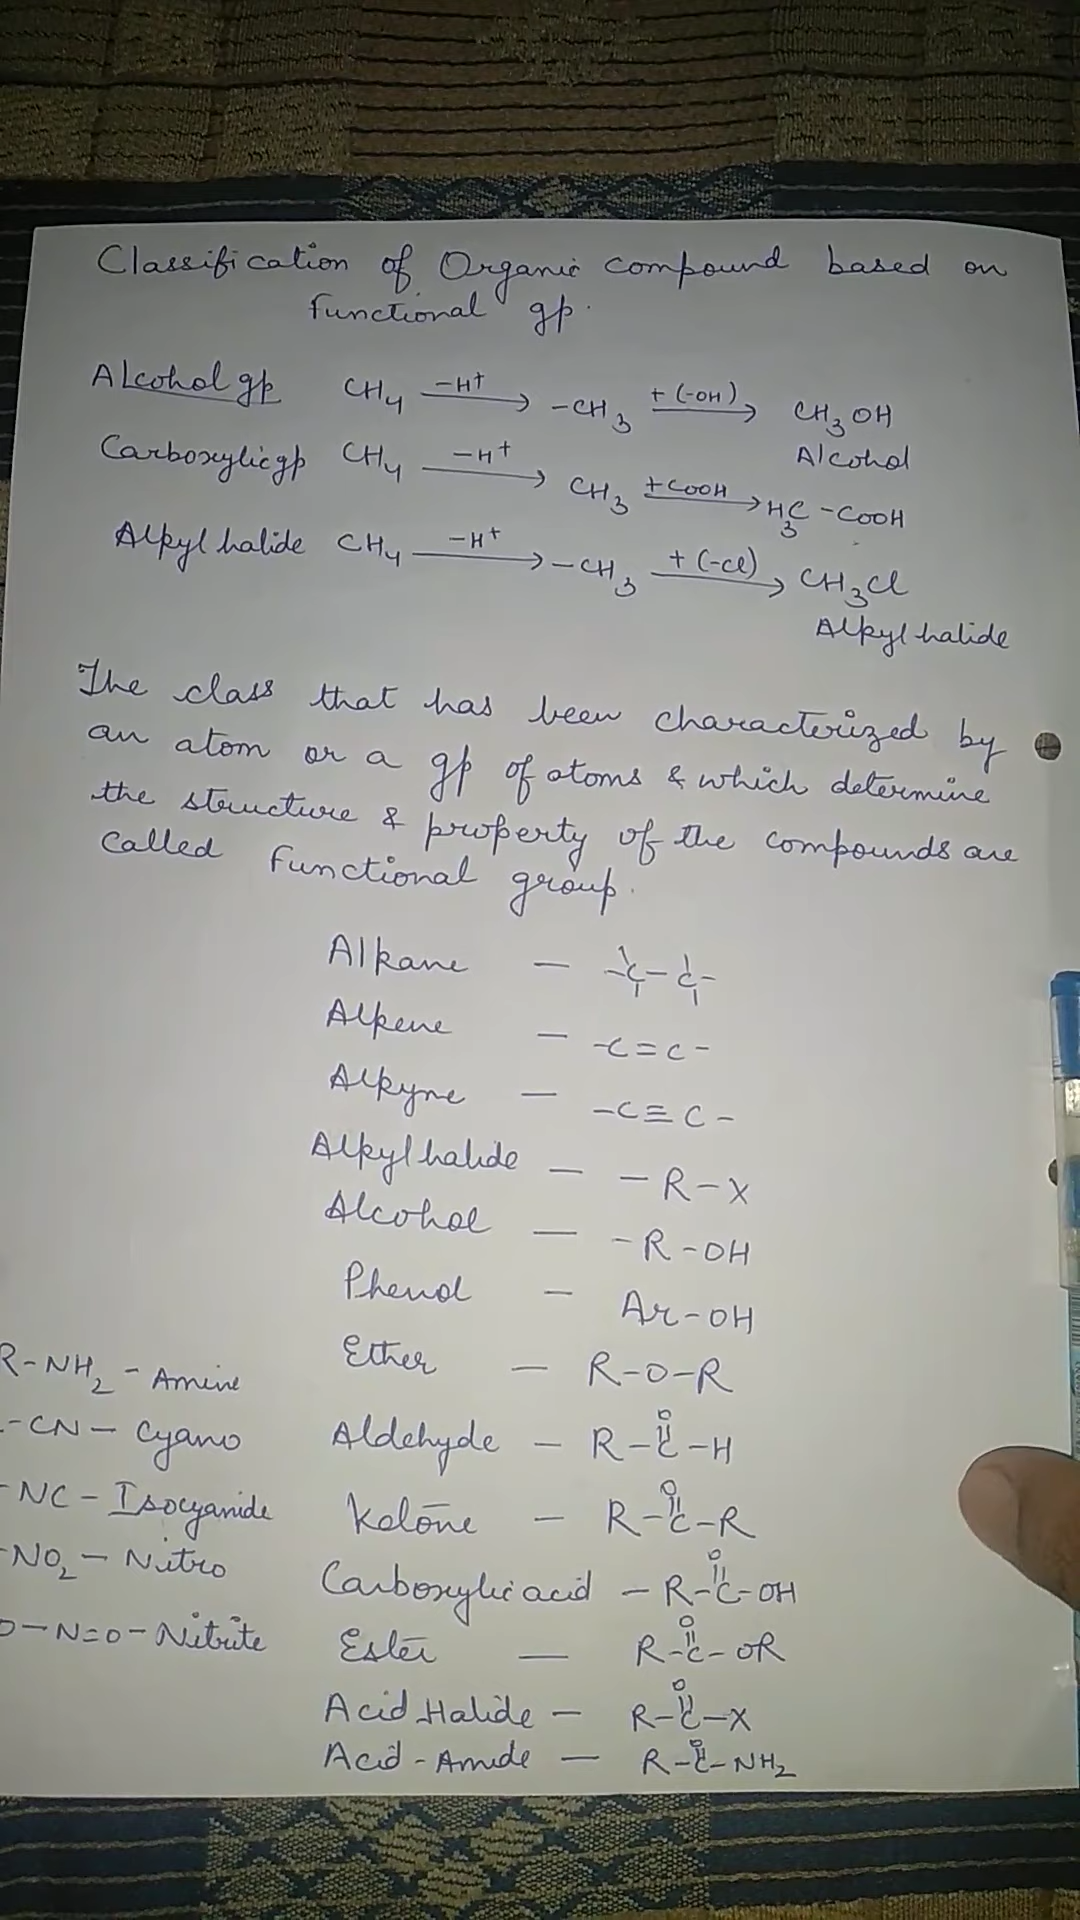 Classification of Organic compound based on
functional gp.
Alcohol gp CH4 —-H+→ -CH3 —+(-OH)→ CH3OH
Alcohol
Carboxylic gp CH4 —-H+→ CH3 —+COOH→ H3C-COOH
Alkyl halide CH4 —-H+→ -CH3 —+(-Cl)→ CH3Cl
Alkyl halide
The class that has been characterized by
an atom or a gp of atoms & which determine
the structure & property of the compounds are
called functional group.
Alkane — -C-C-
Alkene — -C=C-
Alkyne — -C≡C-
Alkyl halide — -R-X
Alcohol — -R-OH
Phenol — Ar-OH
Ether — R-O-R
Aldehyde — R-C(=O)-H
Ketone — R-C(=O)-R
Carboxylic acid — R-C(=O)-OH
Ester — R-C(=O)-OR
Acid Halide — R-C(=O)-X
Acid-Amide — R-C(=O)-NH2
R-NH2 - Amine
-CN - Cyano
-NC - Isocyanide
-NO2 - Nitro
O-N=O - Nitrite